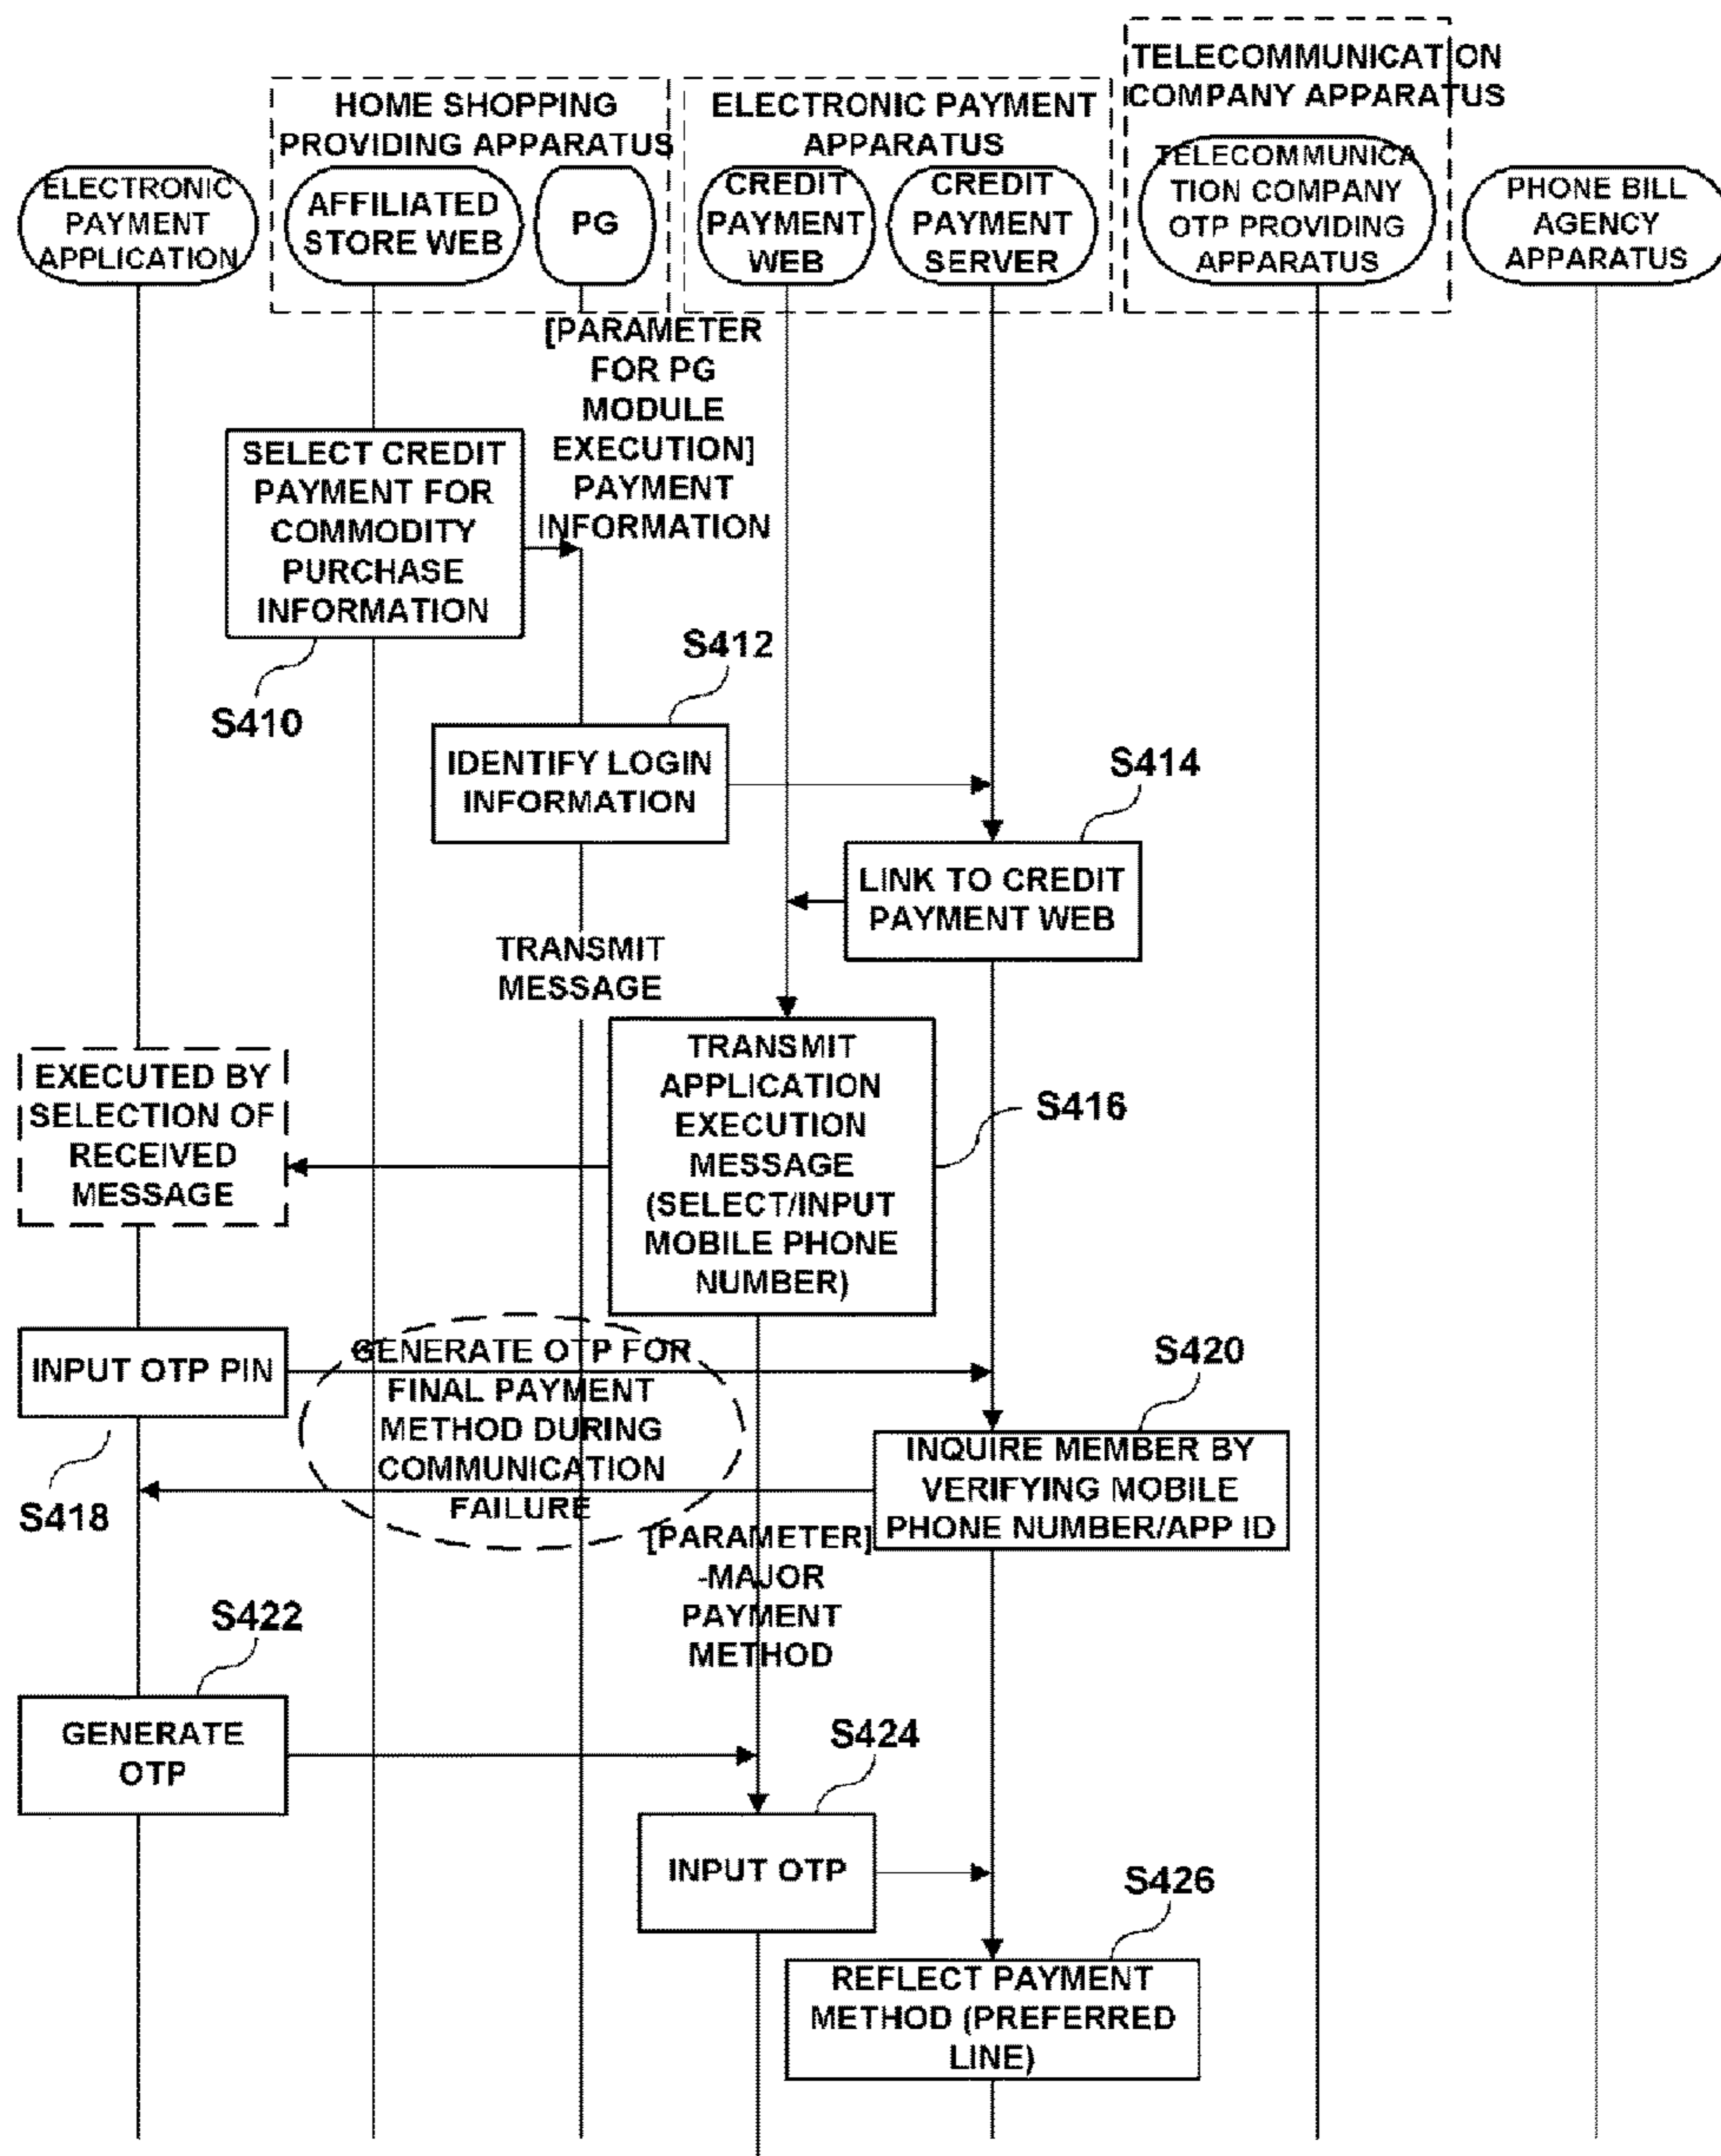 TELECOMMUNICATION
COMPANY APPARATUS
HOME SHOPPING
PROVIDING APPARATUS
ELECTRONIC PAYMENT
APPARATUS
ELECTRONIC
PAYMENT
APPLICATION
AFFILIATED
STORE WEB
PG
CREDIT
PAYMENT
WEB
CREDIT
PAYMENT
SERVER
TELECOMMUNICA
TION COMPANY
OTP PROVIDING
APPARATUS
PHONE BILL
AGENCY
APPARATUS
[PARAMETER
FOR PG
MODULE
EXECUTION]
PAYMENT
INFORMATION
SELECT CREDIT
PAYMENT FOR
COMMODITY
PURCHASE
INFORMATION
S410
S412
IDENTIFY LOGIN
INFORMATION
S414
LINK TO CREDIT
PAYMENT WEB
TRANSMIT
MESSAGE
TRANSMIT
APPLICATION
EXECUTION
MESSAGE
(SELECT/INPUT
MOBILE PHONE
NUMBER)
S416
EXECUTED BY
SELECTION OF
RECEIVED
MESSAGE
INPUT OTP PIN
S418
GENERATE OTP FOR
FINAL PAYMENT
METHOD DURING
COMMUNICATION
FAILURE
S420
INQUIRE MEMBER BY
VERIFYING MOBILE
PHONE NUMBER/APP ID
[PARAMETER]
-MAJOR
PAYMENT
METHOD
S422
GENERATE
OTP
S424
INPUT OTP
S426
REFLECT PAYMENT
METHOD (PREFERRED
LINE)